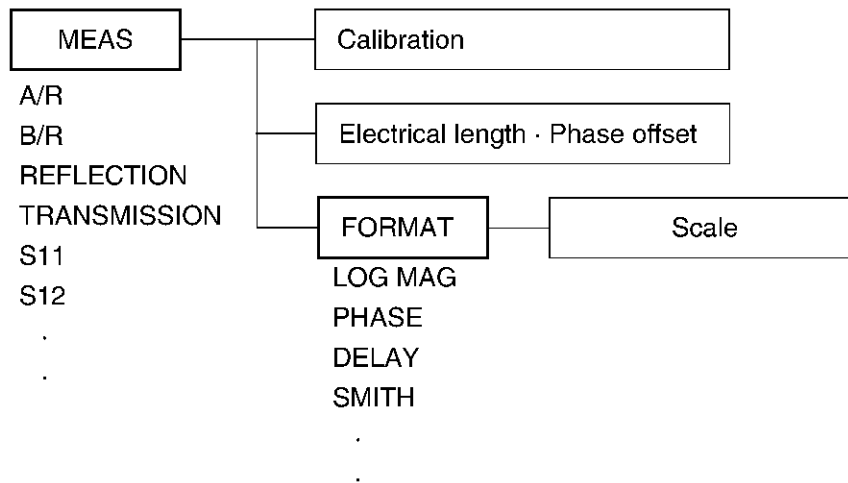 MEAS
Calibration
A/R
B/R
Electrical length · Phase offset
REFLECTION
TRANSMISSION
FORMAT
Scale
S11
LOG MAG
S12
PHASE
.
DELAY
.
SMITH
.
.